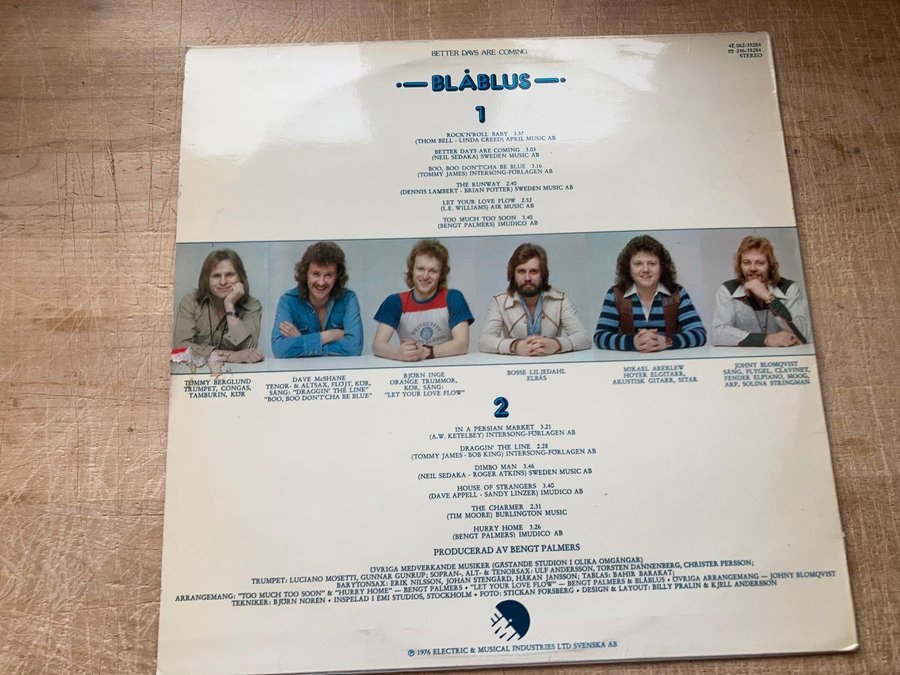 BETTER DAYS ARE COMING
4E 062-35284
246-35284
STEREO
BLÅBLUS
1
ROCK'N'ROLL BABY 3.37
(THOM BELL - LINDA CREED) APRIL MUSIC AB
BETTER DAYS ARE COMING 3.03
(NEIL SEDAKA) SWEDEN MUSIC AB
BOO, BOO DON'T'CHA BE BLUE 3.16
(TOMMY JAMES) INTERSONG-FÖRLAGEN AB
THE RUNWAY 2.40
(DENNIS LAMBERT - BRIAN POTTER) SWEDEN MUSIC AB
LET YOUR LOVE FLOW 2.52
(L.E. WILLIAMS) AIR MUSIC AB
TOO MUCH TOO SOON 3.40
(BENGT PALMERS) IMUDICO AB
TOMMY BERGLUND
TRUMPET, CONGAS,
TAMBURIN, KÖR
DAVE McSHANE
TENOR- & ALTSAX, FLÖJT, KÖR,
SÅNG: "DRAGGIN' THE LINE"
"BOO, BOO DON'T'CHA BE BLUE"
BJÖRN INGE
ORANGE TRUMMOR,
KÖR, SÅNG:
"LET YOUR LOVE FLOW"
BOSSE LILJEDAHL
ELBAS
MIKAEL AREKLEW
HOYER ELGITARR,
AKUSTISK GITARR, SITAR
JOHNY BLOMQVIST
SÅNG, FLYGEL, CLAVINET,
FENDER ELPIANO, MOOG,
ARP, SOLINA STRINGMAN
2
IN A PERSIAN MARKET 3.21
(A.W. KETELBEY) INTERSONG-FÖRLAGEN AB
DRAGGIN' THE LINE 2.28
(TOMMY JAMES - BOB KING) INTERSONG-FÖRLAGEN AB
DIMBO MAN 3.46
(NEIL SEDAKA - ROGER ATKINS) SWEDEN MUSIC AB
HOUSE OF STRANGERS 3.40
(DAVE APPELL - SANDY LINZER) IMUDICO AB
THE CHARMER 2.31
(TIM MOORE) BURLINGTON MUSIC
HURRY HOME 3.26
(BENGT PALMERS) IMUDICO AB
PRODUCERAD AV BENGT PALMERS
ÖVRIGA MEDVERKANDE MUSIKER (GÄSTANDE STUDION I OLIKA OMGÅNGAR)
TRUMPET: LUCIANO MOSETTI, GUNNAR GUNRUP; SOPRAN-, ALT- & TENORSAX: ULF ANDERSSON, TORSTEN DANNENBERG, CHRISTER PERSSON;
BARYTONSAX: ERIK NILSSON, JOHAN STENGÅRD, HÅKAN JANSSON; TABLAS: BAHIR BARAKAT;
ARRANGEMANG: "TOO MUCH TOO SOON" & "HURRY HOME" — BENGT PALMERS • "LET YOUR LOVE FLOW" — BENGT PALMERS & BLÅBLUS • ÖVRIGA ARRANGEMANG — JOHNY BLOMQVIST
TEKNIKER: BJÖRN NORÉN • INSPELAD I EMI STUDIOS, STOCKHOLM • FOTO: STICKAN FORSBERG • DESIGN & LAYOUT: BILLY PRALIN & KJELL ANDERSSON
EMI
℗ 1976 ELECTRIC & MUSICAL INDUSTRIES LTD SVENSKA AB